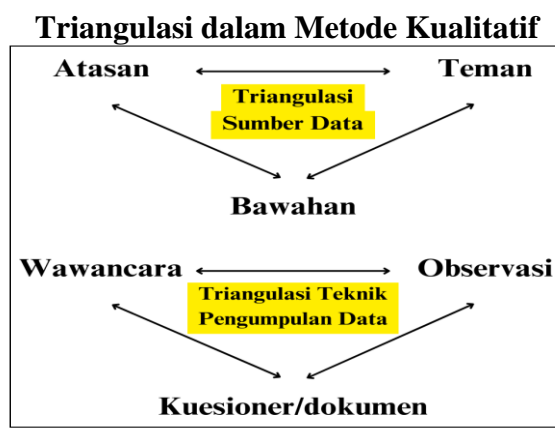 Triangulasi dalam Metode Kualitatif
Atasan
Teman
Triangulasi
Sumber Data
Bawahan
Wawancara
Observasi
Triangulasi Teknik
Pengumpulan Data
Kuesioner/dokumen